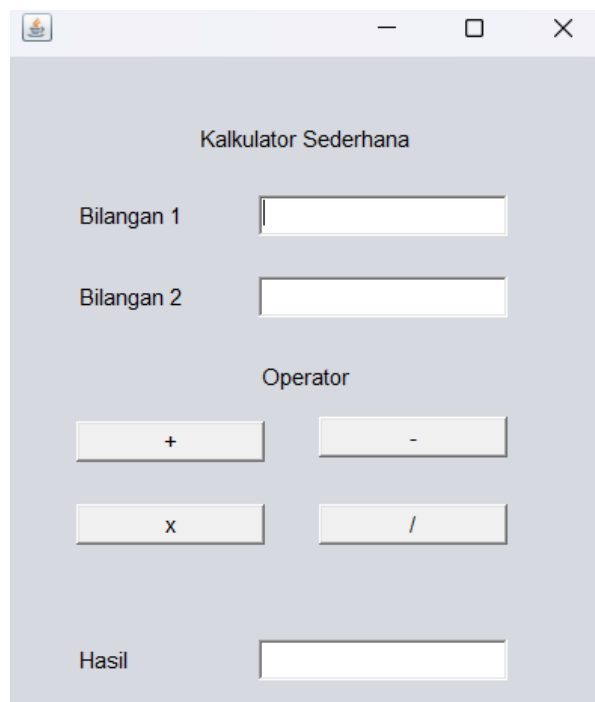 Kalkulator Sederhana
Bilangan 1
Bilangan 2
Operator
+ -
x /
Hasil